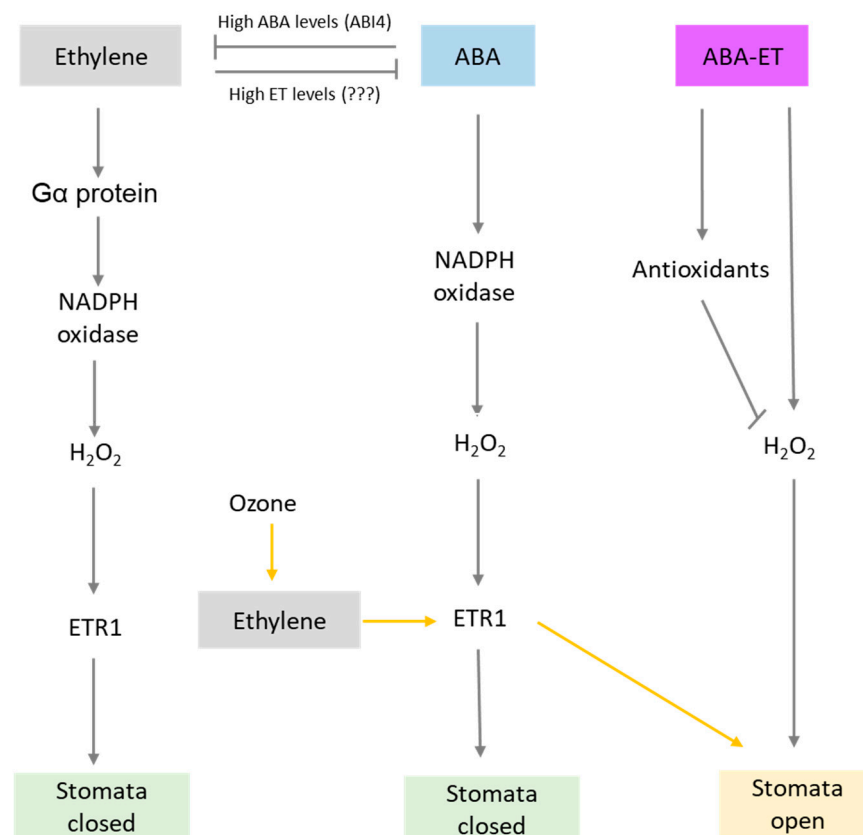 High ABA levels (ABI4)
Ethylene
ABA
ABA-ET
High ET levels (???)
Gα protein
NADPH
oxidase
NADPH
oxidase
Antioxidants
H₂O₂
H₂O₂
H₂O₂
Ozone
Ethylene
ETR1
ETR1
Stomata
closed
Stomata
closed
Stomata
open